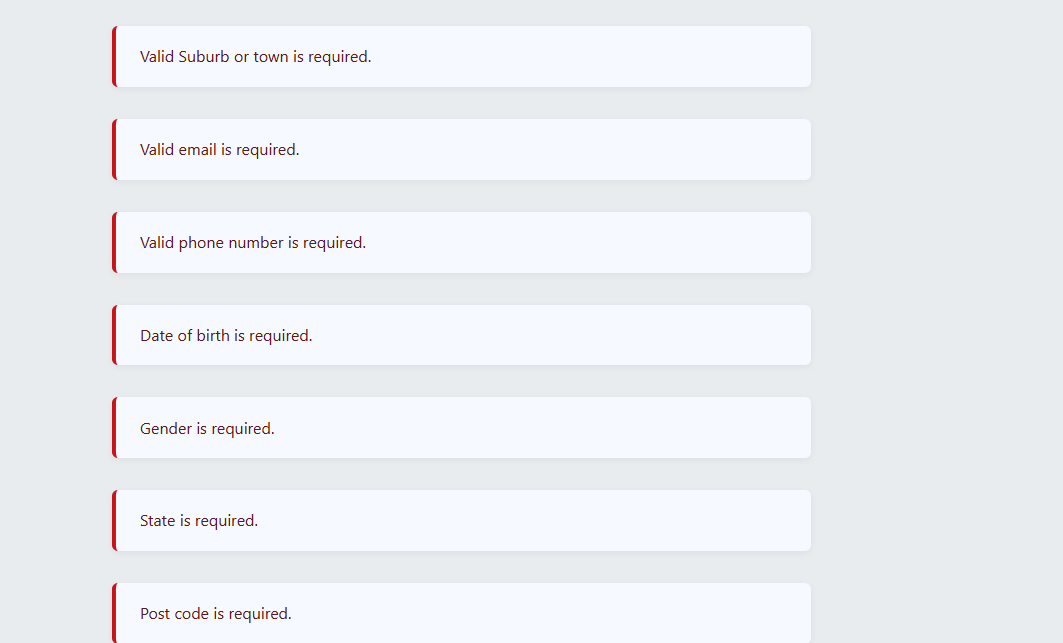 Valid Suburb or town is required.
Valid email is required.
Valid phone number is required.
Date of birth is required.
Gender is required.
State is required.
Post code is required.